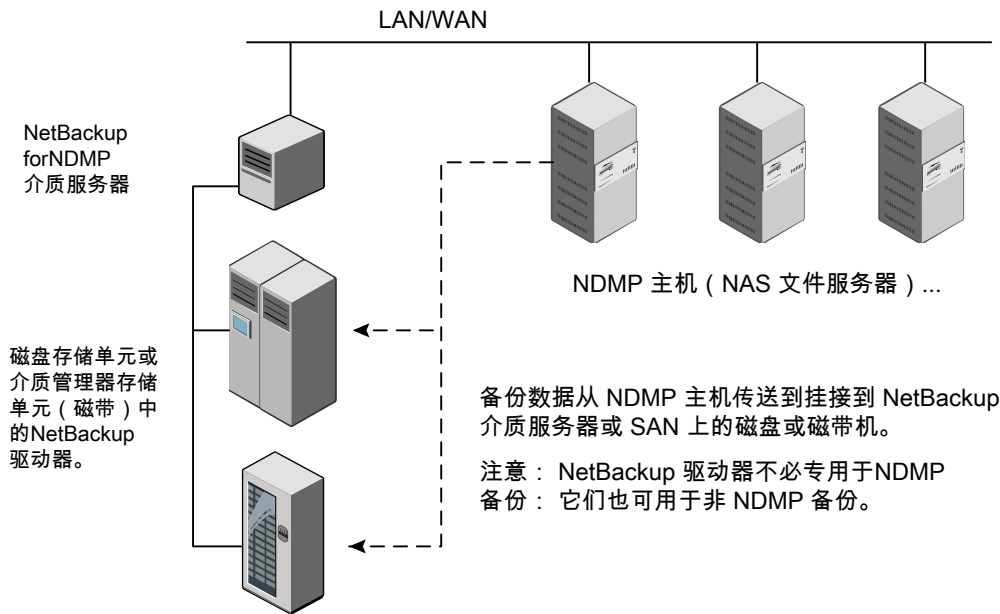 LAN/WAN
NetBackup
forNDMP
介质服务器
NDMP 主机（NAS 文件服务器）...
磁盘存储单元或
介质管理器存储
单元（磁带）中
的NetBackup
驱动器。
备份数据从 NDMP 主机传送到挂接到 NetBackup
介质服务器或 SAN 上的磁盘或磁带机。
注意： NetBackup 驱动器不必专用于NDMP
备份： 它们也可用于非 NDMP 备份。